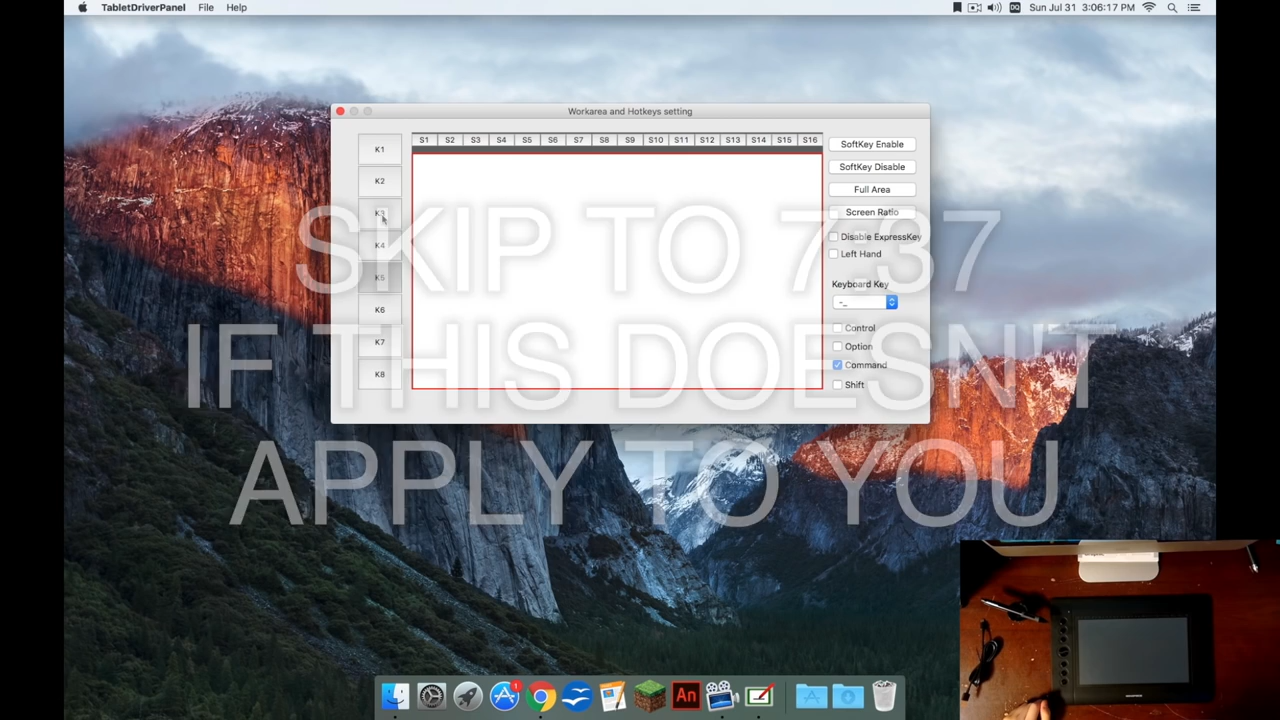 TabletDriverPanel File Help
DQ Sun Jul 31 3:06:17 PM
Workarea and Hotkeys setting
S1 S2 S3 S4 S5 S6 S7 S8 S9 S10 S11 S12 S13 S14 S15 S16
K1
K2
K3
K4
K5
K6
K7
K8
SoftKey Enable
SoftKey Disable
Full Area
Screen Ratio
Disable ExpressKey
Left Hand
Keyboard Key
-_
Control
Option
Command
Shift
SKIP TO 7:37
IF THIS DOESN'T
APPLY TO YOU
1
An